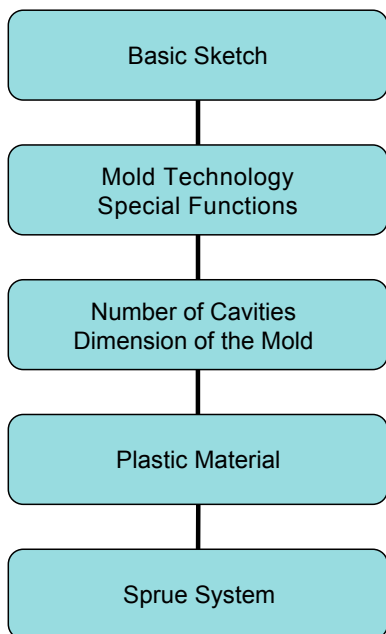 Basic Sketch
Mold Technology
Special Functions
Number of Cavities
Dimension of the Mold
Plastic Material
Sprue System